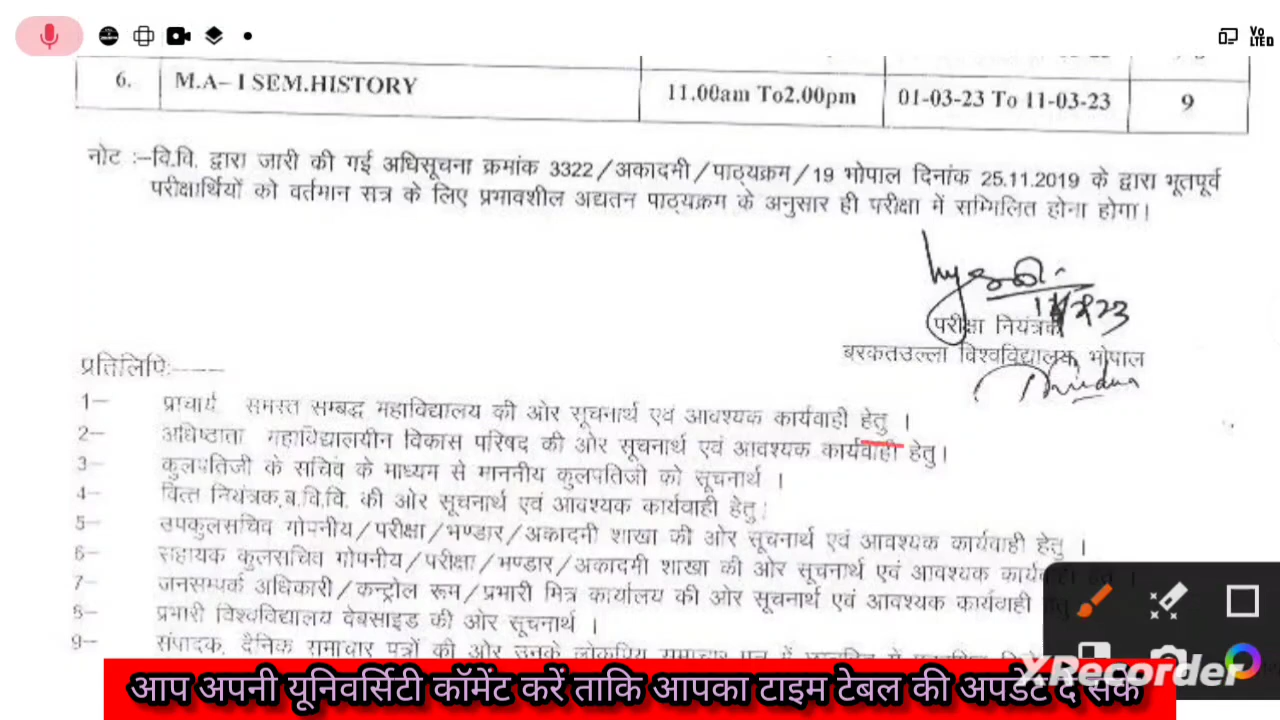 Vo LTED
6. M.A- I SEM.HISTORY 11.00am To2.00pm 01-03-23 To 11-03-23 9
नोट :–वि.वि. द्वारा जारी की गई अधिसूचना क्रमांक 3322/अकादमी/पाठ्यक्रम/19 भोपाल दिनांक 25.11.2019 के द्वारा भूतपूर्व
परीक्षार्थियों को वर्तमान सत्र के लिए प्रभावशील अद्यतन पाठ्यक्रम के अनुसार ही परीक्षा में सम्मिलित होना होगा।
परीक्षा नियंत्रक
बरकतउल्ला विश्वविद्यालय, भोपाल
प्रतिलिपिः-----
1– प्राचार्य समस्त सम्बद्ध महाविद्यालय की ओर सूचनार्थ एवं आवश्यक कार्यवाही हेतु ।
2– अधिष्ठाता महाविद्यालयीन विकास परिषद की ओर सूचनार्थ एवं आवश्यक कार्यवाही हेतु।
3– कुलपतिजी के सचिव के माध्यम से माननीय कुलपतिजी को सूचनार्थ ।
4– वित्त नियंत्रक,ब.वि.वि. की ओर सूचनार्थ एवं आवश्यक कार्यवाही हेतु।
5– उपकुलसचिव गोपनीय/परीक्षा/भण्डार/अकादमी शाखा की ओर सूचनार्थ एवं आवश्यक कार्यवाही हेतु ।
6– सहायक कुलसचिव गोपनीय/परीक्षा/भण्डार/अकादमी शाखा की ओर सूचनार्थ एवं आवश्यक कार्यवाही हेतु ।
7– जनसम्पर्क अधिकारी/कन्ट्रोल रूम/प्रभारी मित्र कार्यालय की ओर सूचनार्थ एवं आवश्यक कार्यवाही हेतु
8– प्रभारी विश्वविद्यालय वेबसाइड की ओर सूचनार्थ ।
9– संपादक, दैनिक समाचार पत्रों की ओर उनके लोकप्रिय समाचार पत्र में
XRecorder
आप अपनी यूनिवर्सिटी कॉमेंट करें ताकि आपका टाइम टेबल की अपडेट दे सके